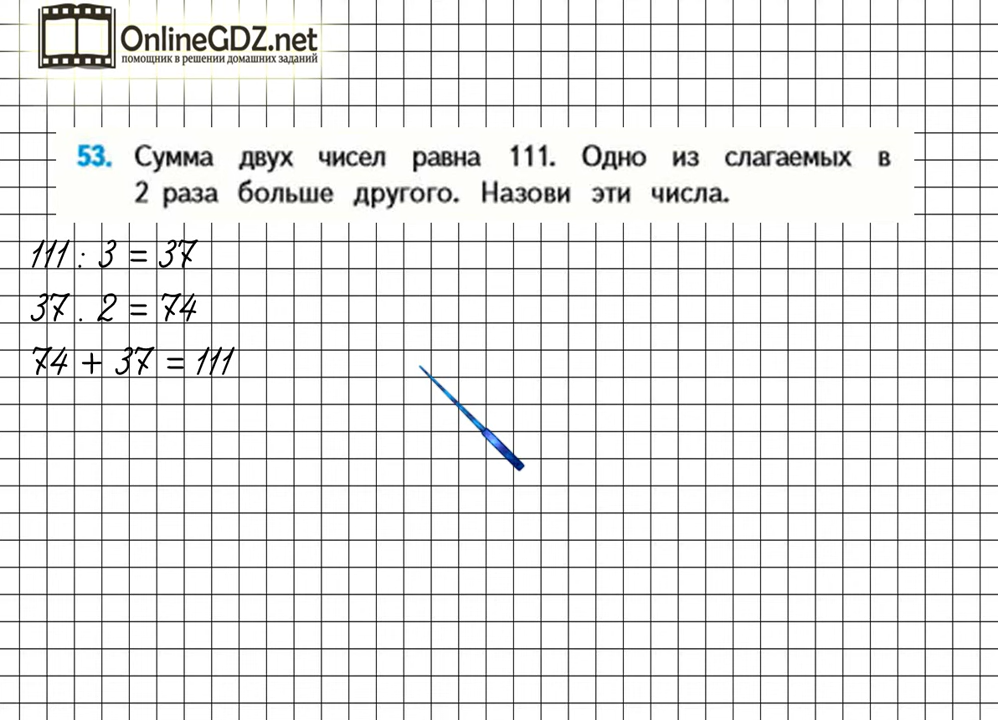 OnlineGDZ.net
помощник в решении домашних заданий
53. Сумма двух чисел равна 111. Одно из слагаемых в
2 раза больше другого. Назови эти числа.
111 : 3 = 37
37 . 2 = 74
74 + 37 = 111